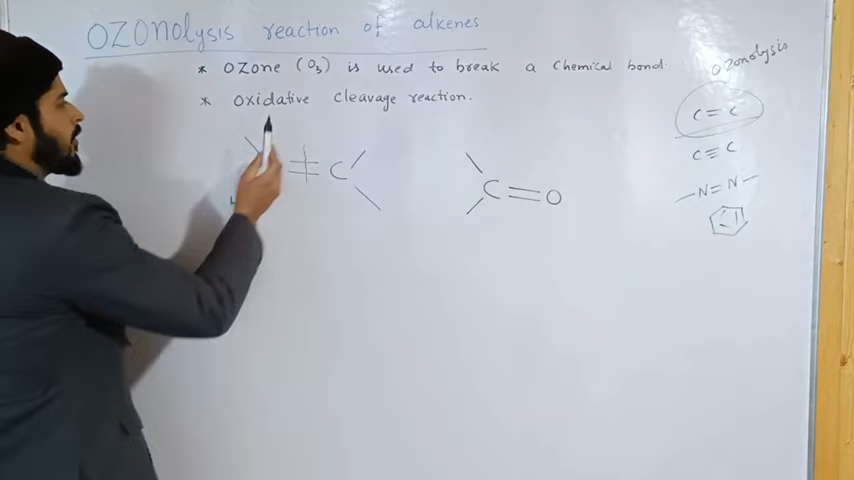 Ozonolysis reaction of alkenes
* Ozone (O3) is used to break a Chemical bond.
* Oxidative Cleavage reaction.
C
C = O
Ozonolysis
C = C
C ≡ C
N = N